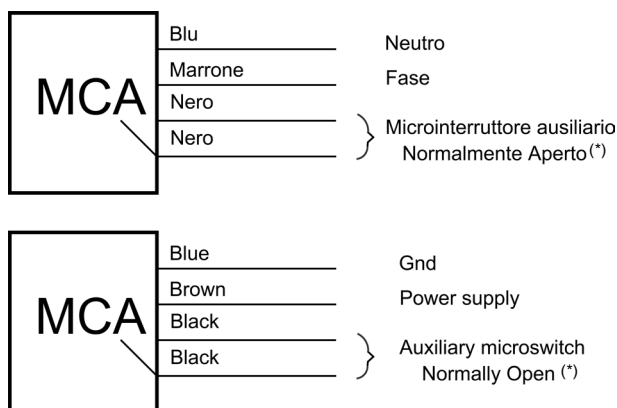 Blu
Neutro
Marrone
Fase
MCA
Nero
Nero
Microinterruttore ausiliario
Normalmente Aperto(*)
Blue
Gnd
Brown
Power supply
MCA
Black
Black
Auxiliary microswitch
Normally Open (*)